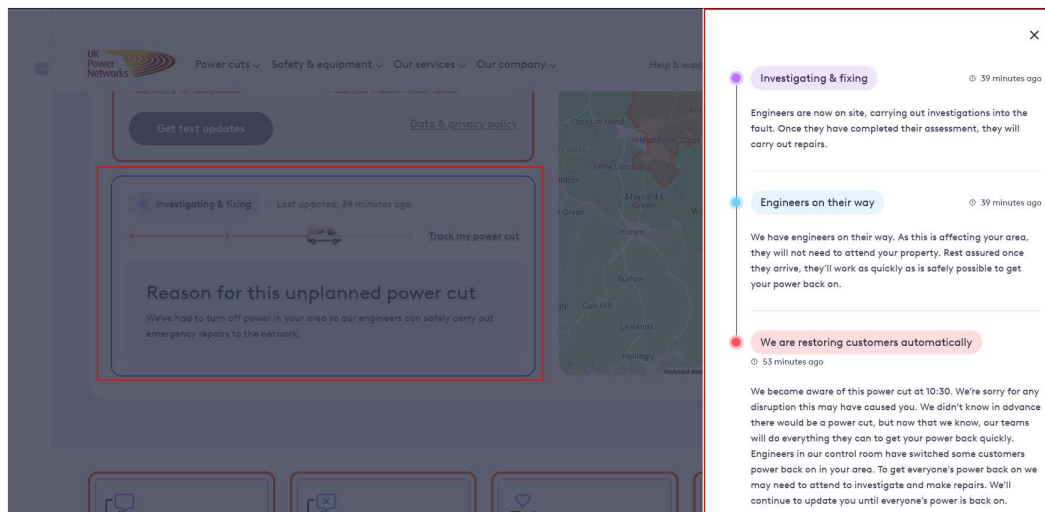 UK
Power
Networks
Power cuts
Safety & equipment
Our services
Our company
Help & supp
Get text updates
Data & privacy policy
Investigating & fixing · Last updated: 39 minutes ago
Track my power cut
Reason for this unplanned power cut
We've had to turn off power in your area so our engineers can safely carry out
emergency repairs to the network.
Cross in Hand
Heathfield
Little London
Maynard's
Green
Horam
Burlow
Gun Hill
Lealands
Hellingly
Investigating & fixing
39 minutes ago
Engineers are now on site, carrying out investigations into the
fault. Once they have completed their assessment, they will
carry out repairs.
Engineers on their way
39 minutes ago
We have engineers on their way. As this is affecting your area,
they will not need to attend your property. Rest assured once
they arrive, they'll work as quickly as is safely possible to get
your power back on.
We are restoring customers automatically
53 minutes ago
We became aware of this power cut at 10:30. We're sorry for any
disruption this may have caused you. We didn't know in advance
there would be a power cut, but now that we know, our teams
will do everything they can to get your power back quickly.
Engineers in our control room have switched some customers
power back on in your area. To get everyone's power back on we
may need to attend to investigate and make repairs. We'll
continue to update you until everyone's power is back on.